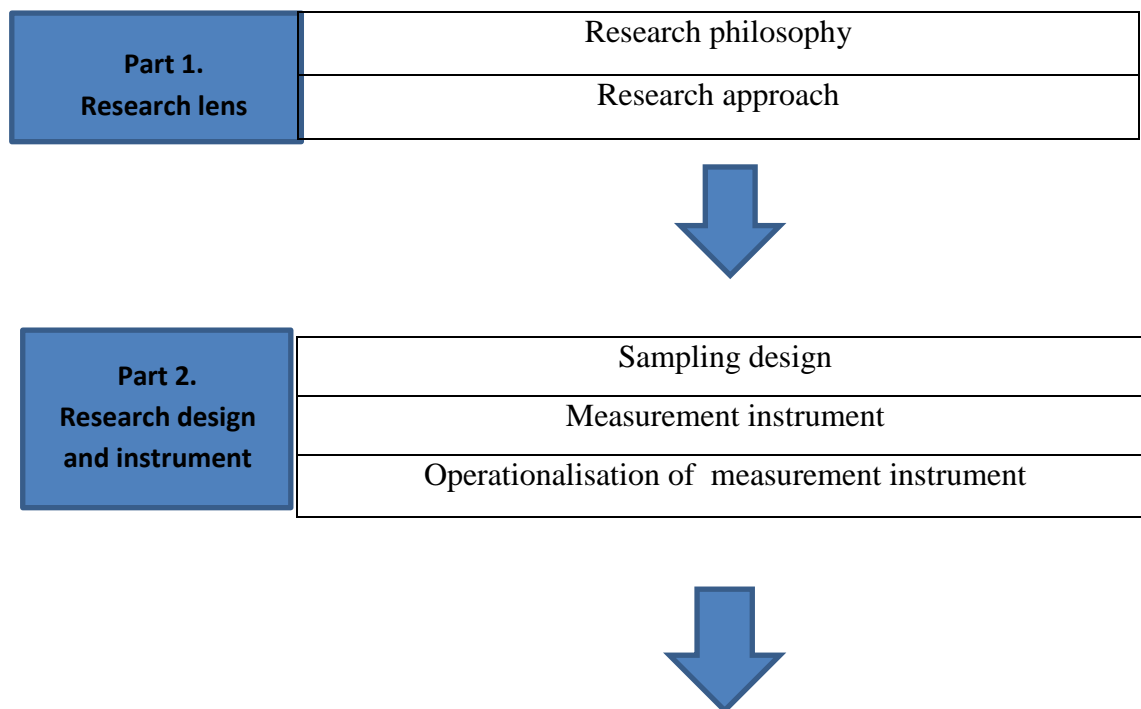 Part 1.
Research lens
Research philosophy
Research approach
Part 2.
Research design
and instrument
Sampling design
Measurement instrument
Operationalisation of  measurement instrument